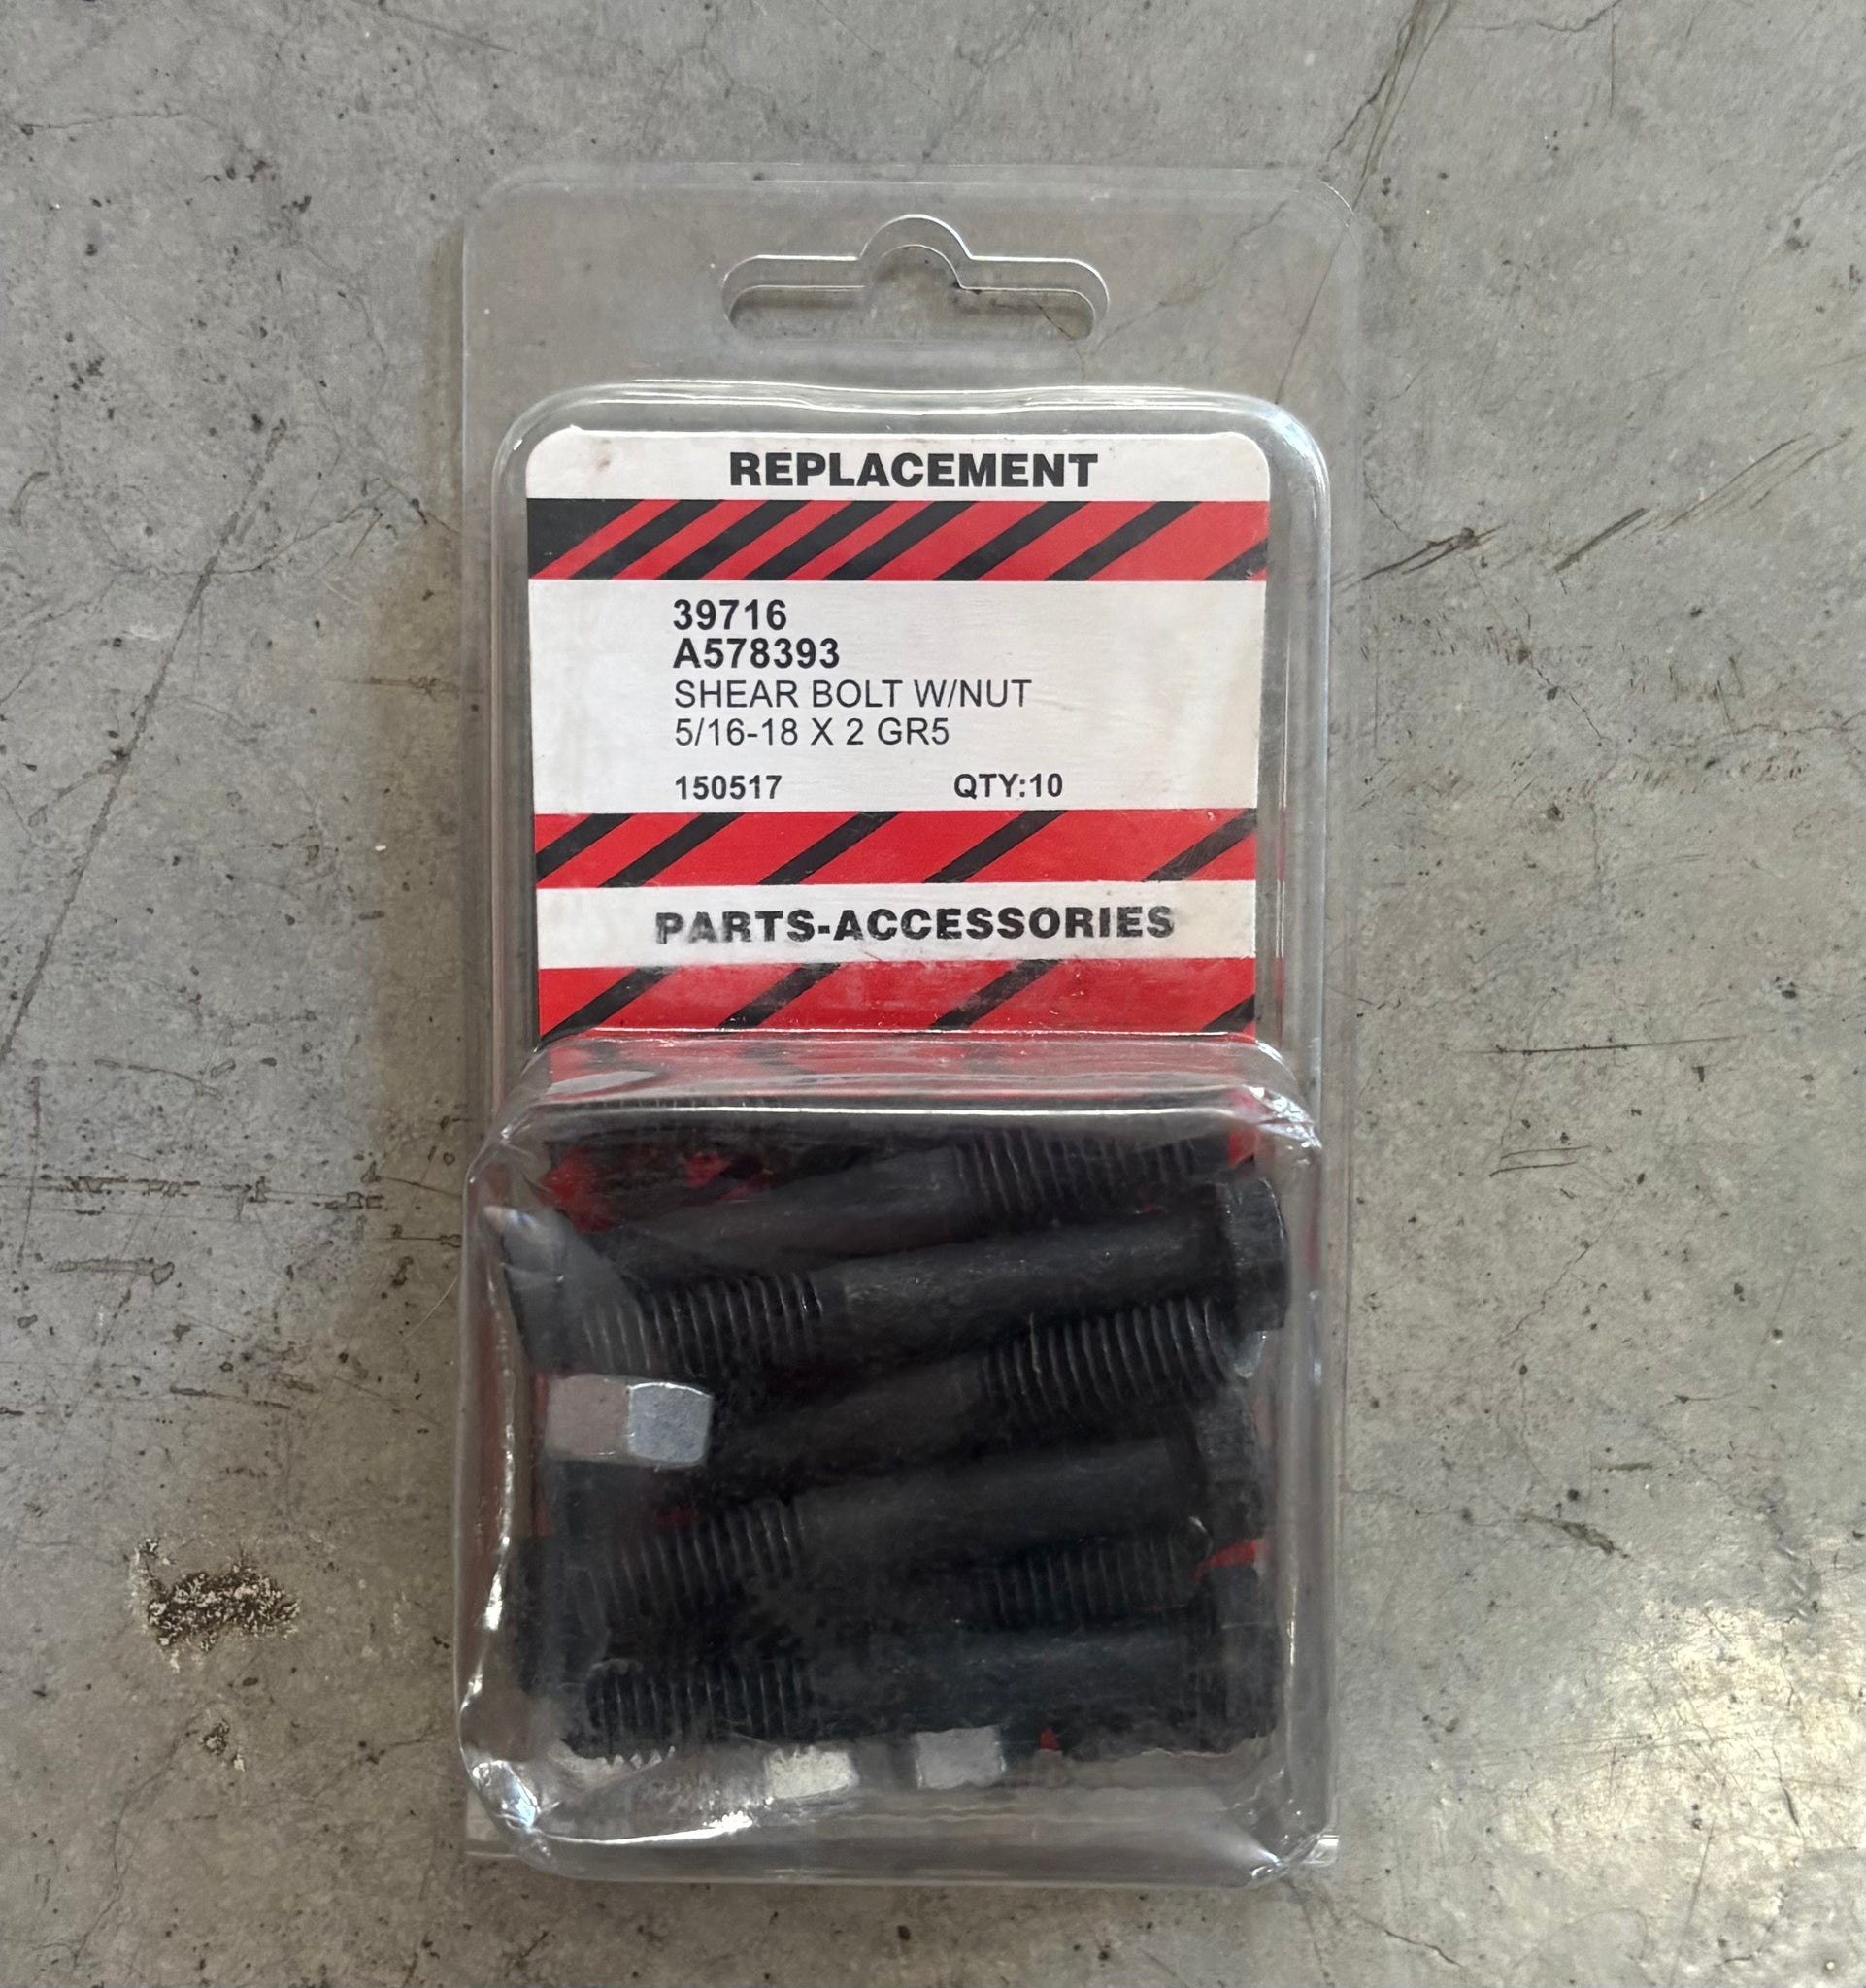 REPLACEMENT
39716
A578393
SHEAR BOLT W/NUT
5/16-18 X 2 GR5
150517 QTY:10
PARTS-ACCESSORIES